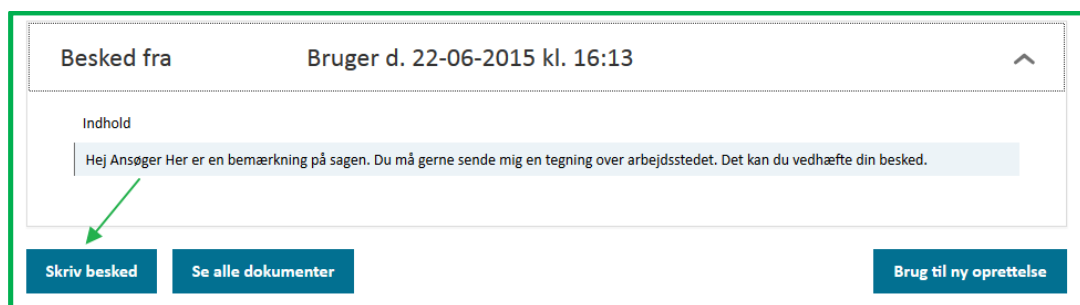 Besked fra Bruger d. 22-06-2015 kl. 16:13
Indhold
Hej Ansøger Her er en bemærkning på sagen. Du må gerne sende mig en tegning over arbejdsstedet. Det kan du vedhæfte din besked.
Skriv besked Se alle dokumenter Brug til ny oprettelse